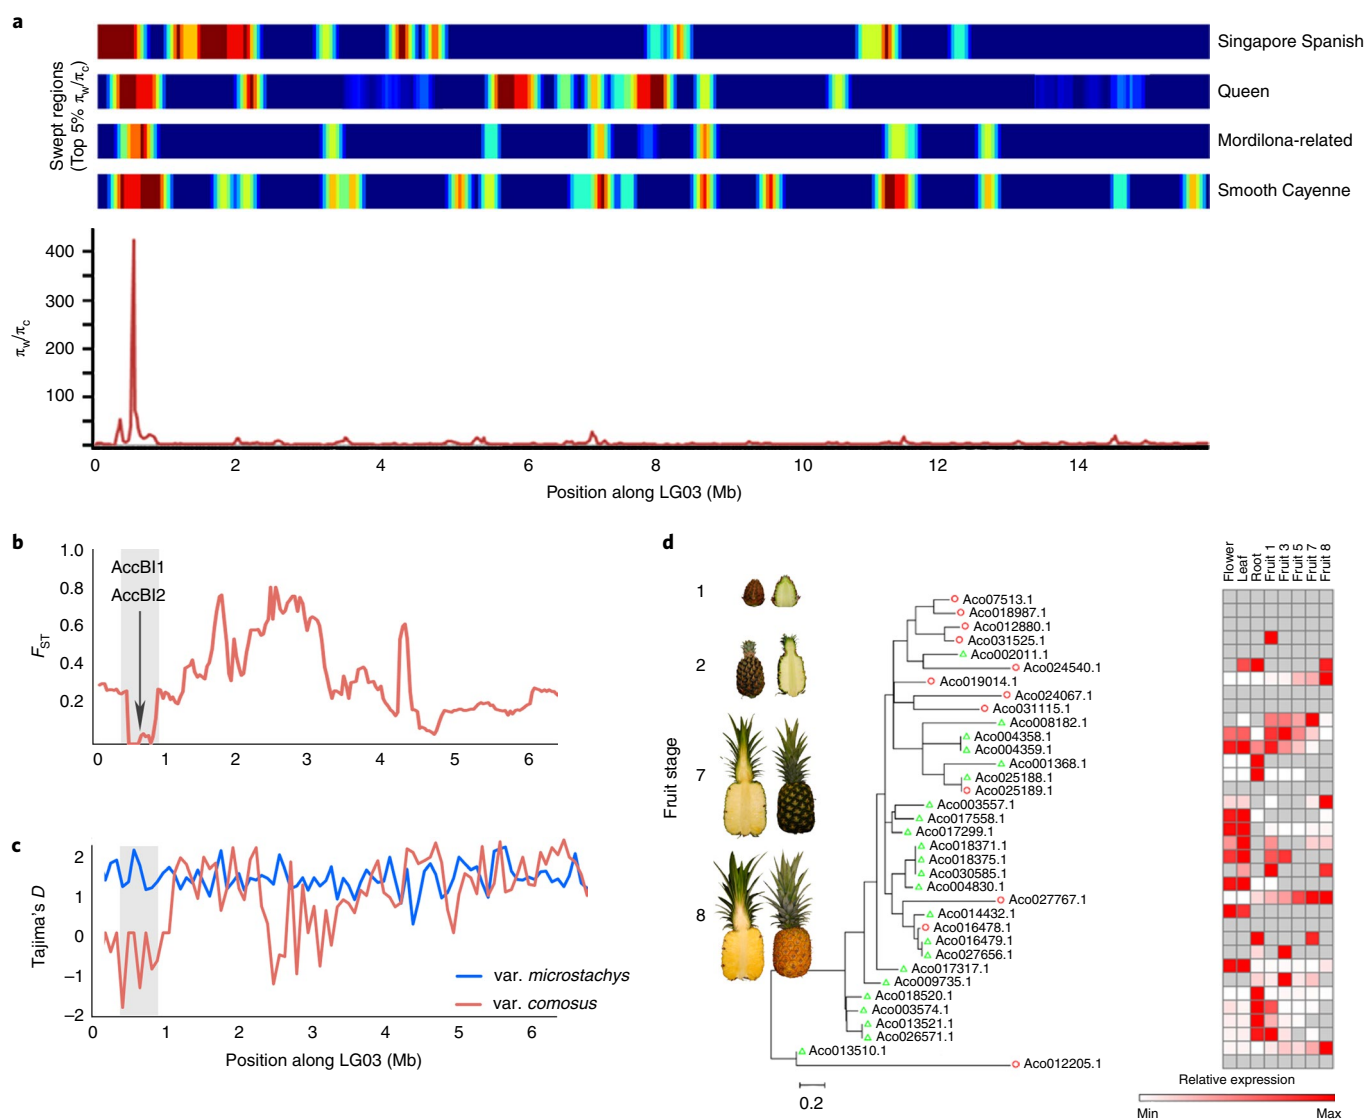 a
Swept regions
(Top 5% πw/πc)
Singapore Spanish
Queen
Mordilona-related
Smooth Cayenne
πw/πc
400
300
200
100
0 2 4 6 8 10 12 14
Position along LG03 (Mb)
b
FST
1.0
0.8
0.6
0.4
0.2
AccBI1
AccBI2
0 1 2 3 4 5 6
c
Tajima's D
2
1
0
−1
−2
var. microstachys
var. comosus
0 1 2 3 4 5 6
Position along LG03 (Mb)
d
Fruit stage
1
2
7
8
Aco07513.1
Aco018987.1
Aco012880.1
Aco031525.1
Aco002011.1
Aco024540.1
Aco019014.1
Aco024067.1
Aco031115.1
Aco008182.1
Aco004358.1
Aco004359.1
Aco001368.1
Aco025188.1
Aco025189.1
Aco003557.1
Aco017558.1
Aco017299.1
Aco018371.1
Aco018375.1
Aco030585.1
Aco004830.1
Aco027767.1
Aco014432.1
Aco016478.1
Aco016479.1
Aco027656.1
Aco017317.1
Aco009735.1
Aco018520.1
Aco003574.1
Aco013521.1
Aco026571.1
Aco013510.1
Aco012205.1
0.2
Flower
Leaf
Root
Fruit 1
Fruit 3
Fruit 5
Fruit 7
Fruit 8
Relative expression
Min Max